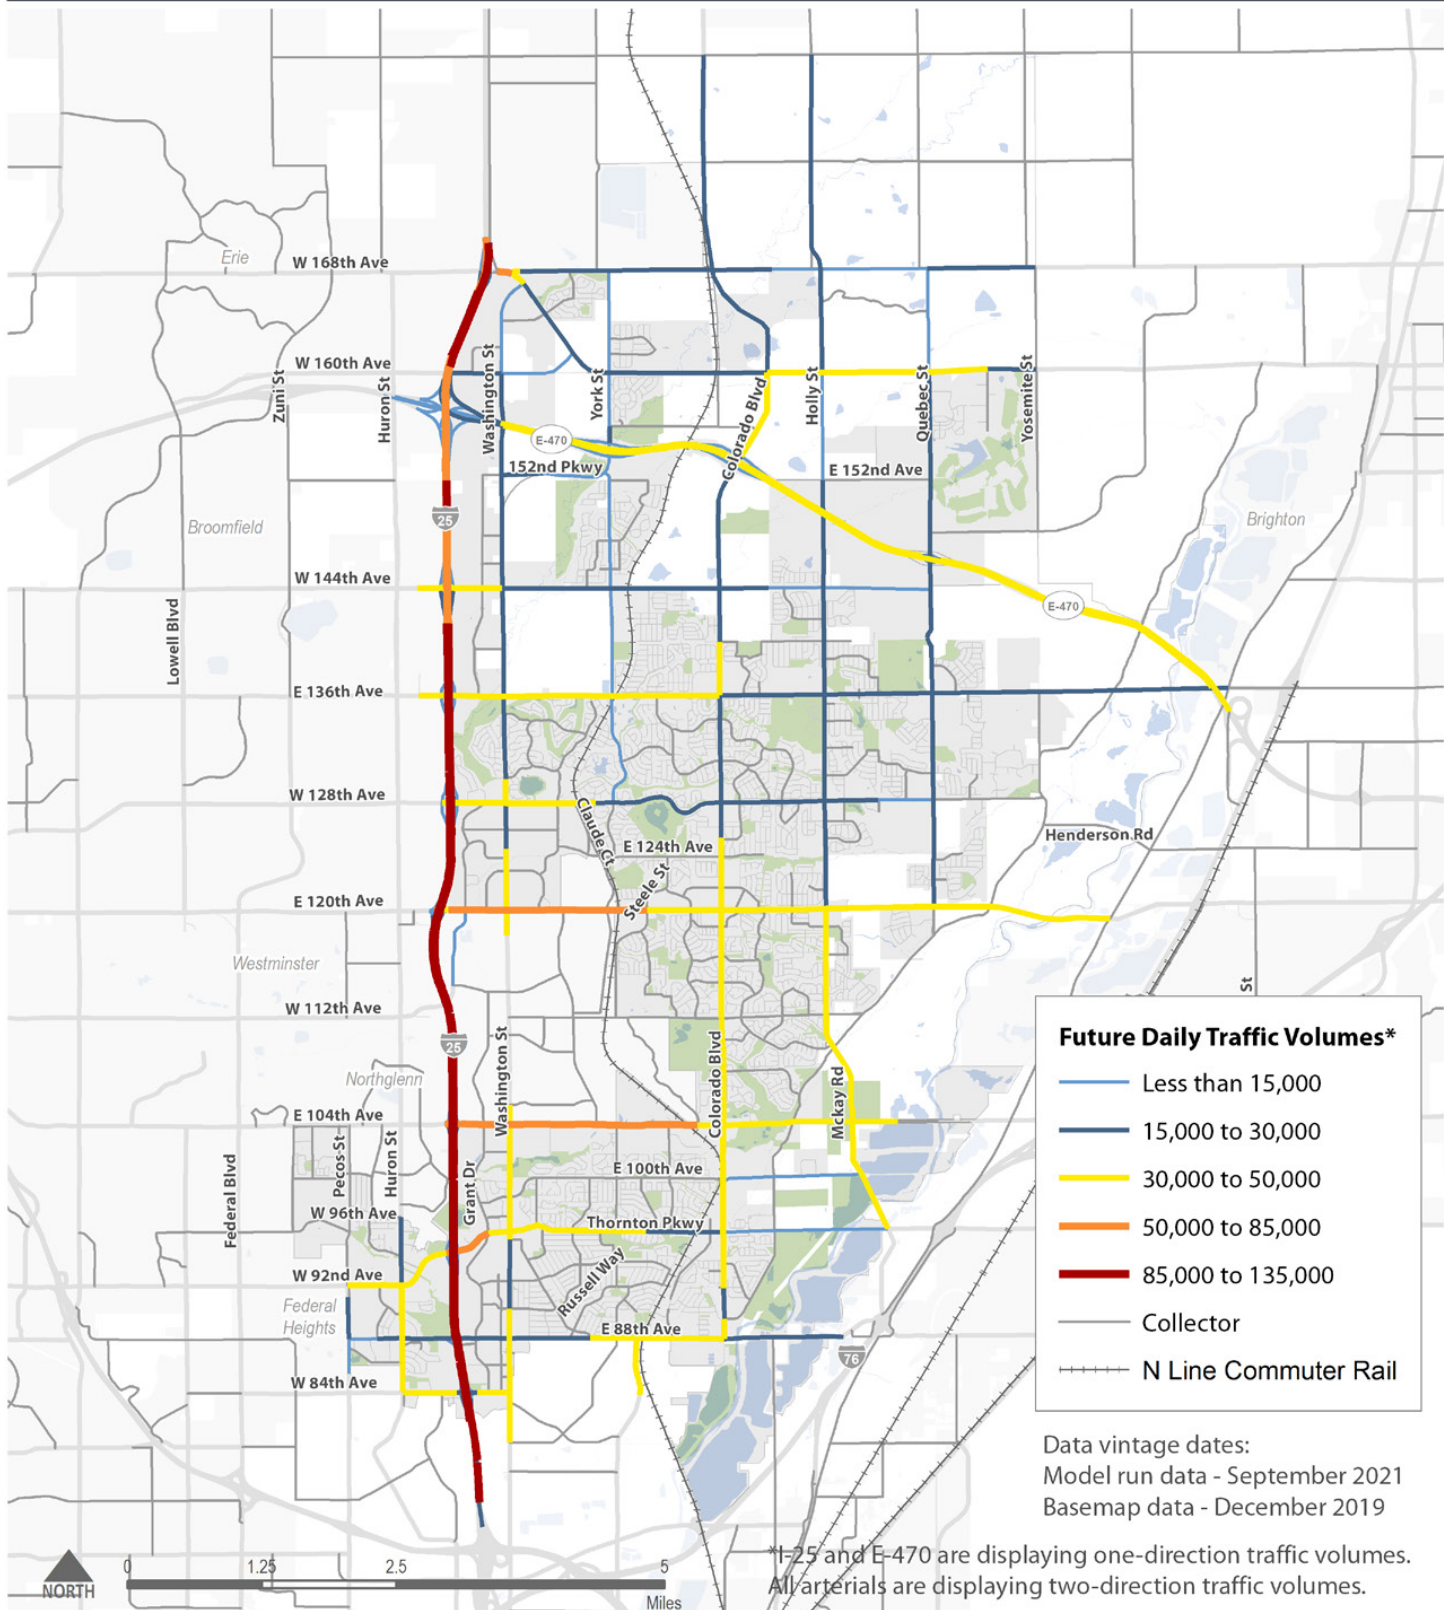 Erie
W 168th Ave
W 160th Ave
Zuni St
Huron St
Washington St
York St
Colorado Blvd
Holly St
Quebec St
Yosemite St
E-470
152nd Pkwy
E 152nd Ave
25
Broomfield
Brighton
W 144th Ave
E-470
Lowell Blvd
E 136th Ave
W 128th Ave
Claude Ct
E 124th Ave
Henderson Rd
Steele St
E 120th Ave
Westminster
St
W 112th Ave
25
Washington St
Colorado Blvd
Mckay Rd
Northglenn
E 104th Ave
Pecos St
Huron St
Grant Dr
Federal Blvd
E 100th Ave
W 96th Ave
Thornton Pkwy
Russell Way
W 92nd Ave
Federal
Heights
E 88th Ave
76
W 84th Ave
Future Daily Traffic Volumes*
Less than 15,000
15,000 to 30,000
30,000 to 50,000
50,000 to 85,000
85,000 to 135,000
Collector
N Line Commuter Rail
Data vintage dates:
Model run data - September 2021
Basemap data - December 2019
*I-25 and E-470 are displaying one-direction traffic volumes.
All arterials are displaying two-direction traffic volumes.
NORTH
0 1.25 2.5 5
Miles